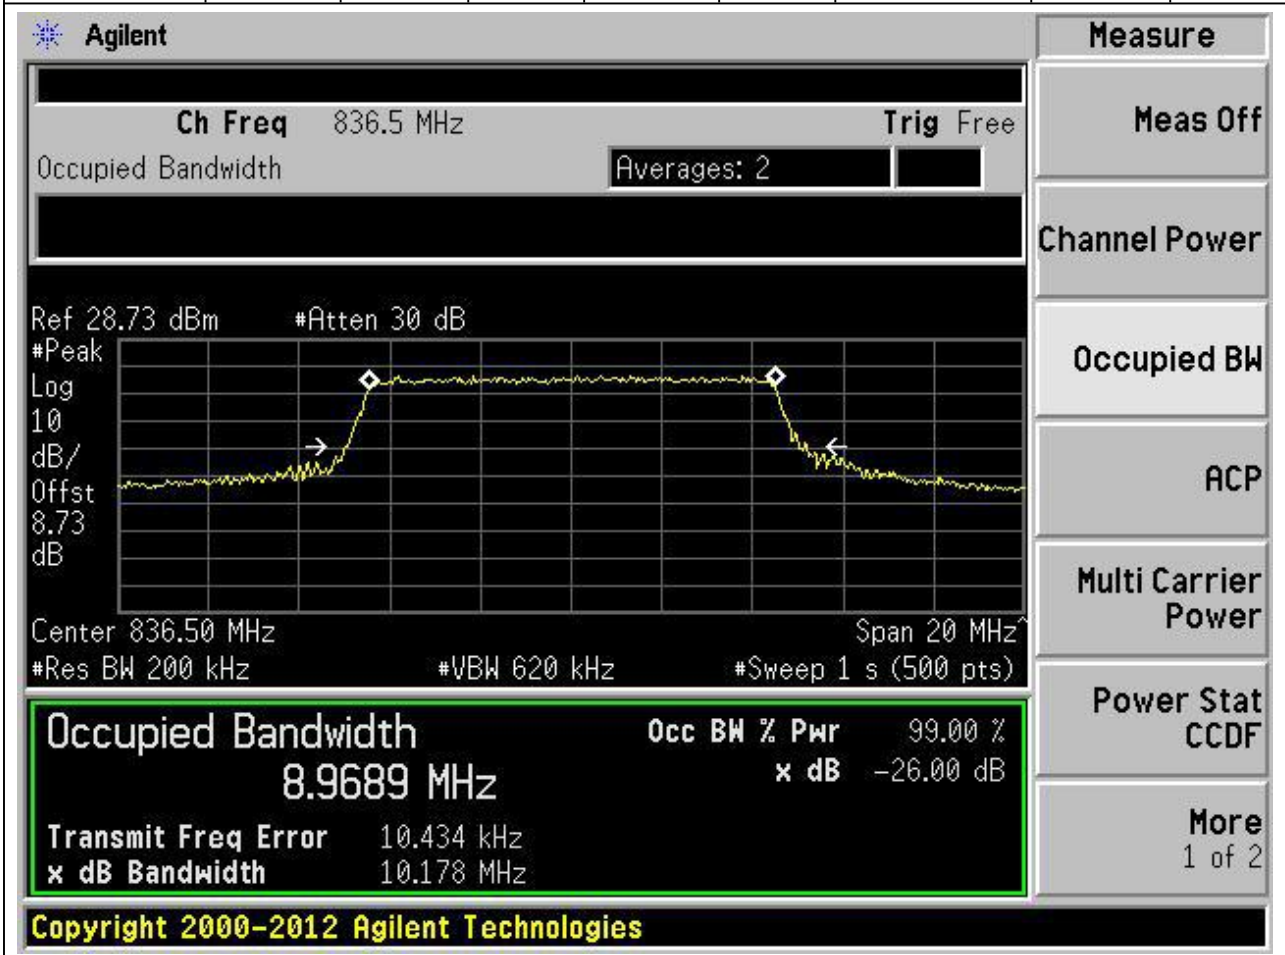 Agilent
Measure
Ch Freq 836.5 MHz Trig Free
Occupied Bandwidth Averages: 2
Meas Off
Channel Power
Occupied BW
ACP
Multi Carrier
Power
Power Stat
CCDF
More
1 of 2
Ref 28.73 dBm #Atten 30 dB
#Peak
Log
10
dB/
Offst
8.73
dB
Center 836.50 MHz Span 20 MHz^
#Res BW 200 kHz #VBW 620 kHz #Sweep 1 s (500 pts)
Occupied Bandwidth Occ BW % Pwr 99.00 %
8.9689 MHz x dB -26.00 dB
Transmit Freq Error 10.434 kHz
x dB Bandwidth 10.178 MHz
Copyright 2000-2012 Agilent Technologies